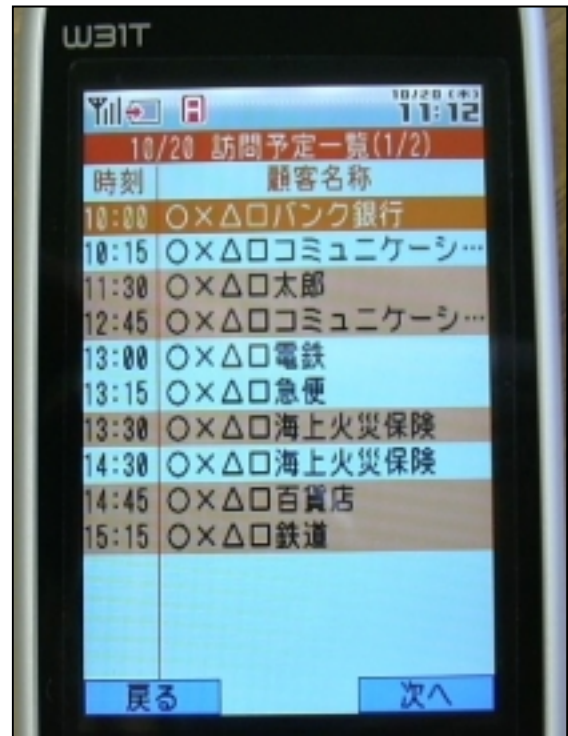 W31T
10/20 (木)
11:12
10/20 訪問予定一覧(1/2)
時刻 顧客名称
10:00 ○×△□バンク銀行
10:15 ○×△□コミュニケーシ…
11:30 ○×△□太郎
12:45 ○×△□コミュニケーシ…
13:00 ○×△□電鉄
13:15 ○×△□急便
13:30 ○×△□海上火災保険
14:30 ○×△□海上火災保険
14:45 ○×△□百貨店
15:15 ○×△□鉄道
戻る 次へ